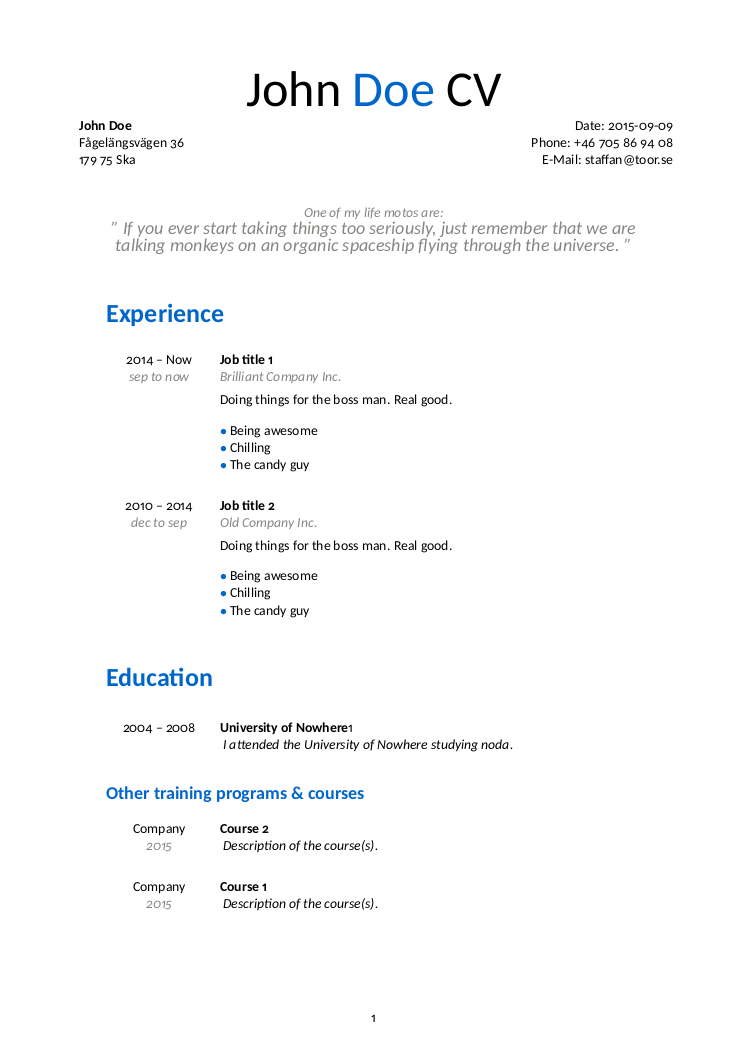 John Doe CV
John Doe
Fågelängsvägen 36
179 75 Ska
Date: 2015-09-09
Phone: +46 705 86 94 08
E-Mail: staffan@toor.se
One of my life motos are:
” If you ever start taking things too seriously, just remember that we are
talking monkeys on an organic spaceship flying through the universe. ”
Experience
2014 – Now
sep to now
Job title 1
Brilliant Company Inc.
Doing things for the boss man. Real good.
• Being awesome
• Chilling
• The candy guy
2010 – 2014
dec to sep
Job title 2
Old Company Inc.
Doing things for the boss man. Real good.
• Being awesome
• Chilling
• The candy guy
Education
2004 – 2008
University of Nowhere1
I attended the University of Nowhere studying noda.
Other training programs & courses
Company
2015
Course 2
Description of the course(s).
Company
2015
Course 1
Description of the course(s).
1